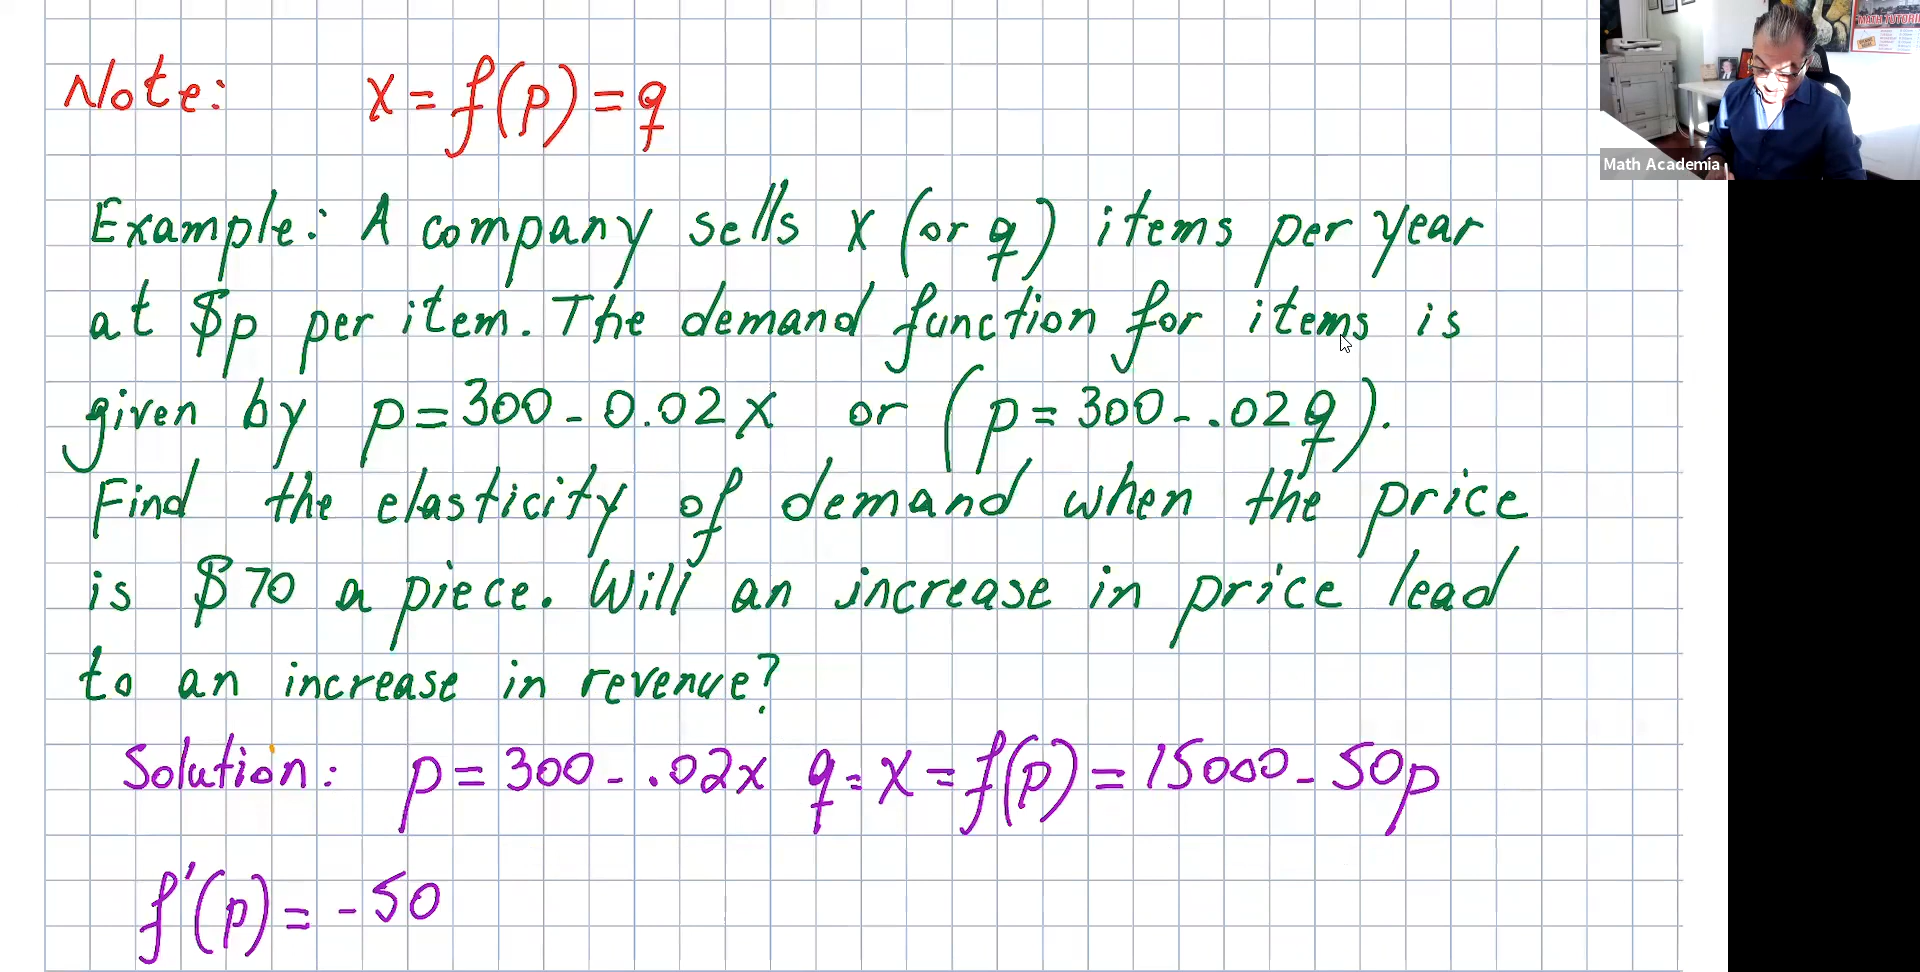 Note: x = f(p) = q
MATH TUTORI
Math Academia
Example: A company sells x (or q) items per year
at $p per item. The demand function for items is
given by p = 300 - 0.02x or (p = 300 - .02q).
Find the elasticity of demand when the price
is $70 a piece. Will an increase in price lead
to an increase in revenue?
Solution: p = 300 - .02x q = x = f(p) = 15000 - 50p
f'(p) = -50